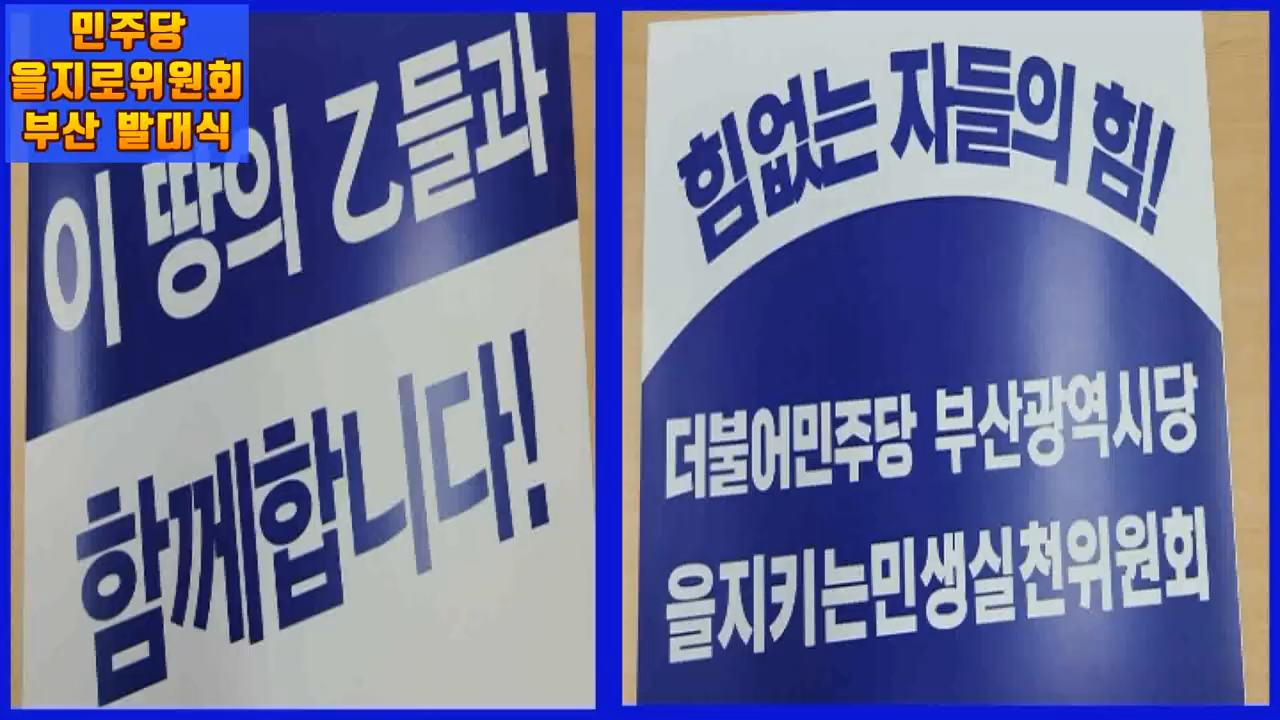 민주당
을지로위원회
부산 발대식
이 땅의 乙들과
함께합니다!
힘없는 자들의 힘!
더불어민주당 부산광역시당
을지키는민생실천위원회